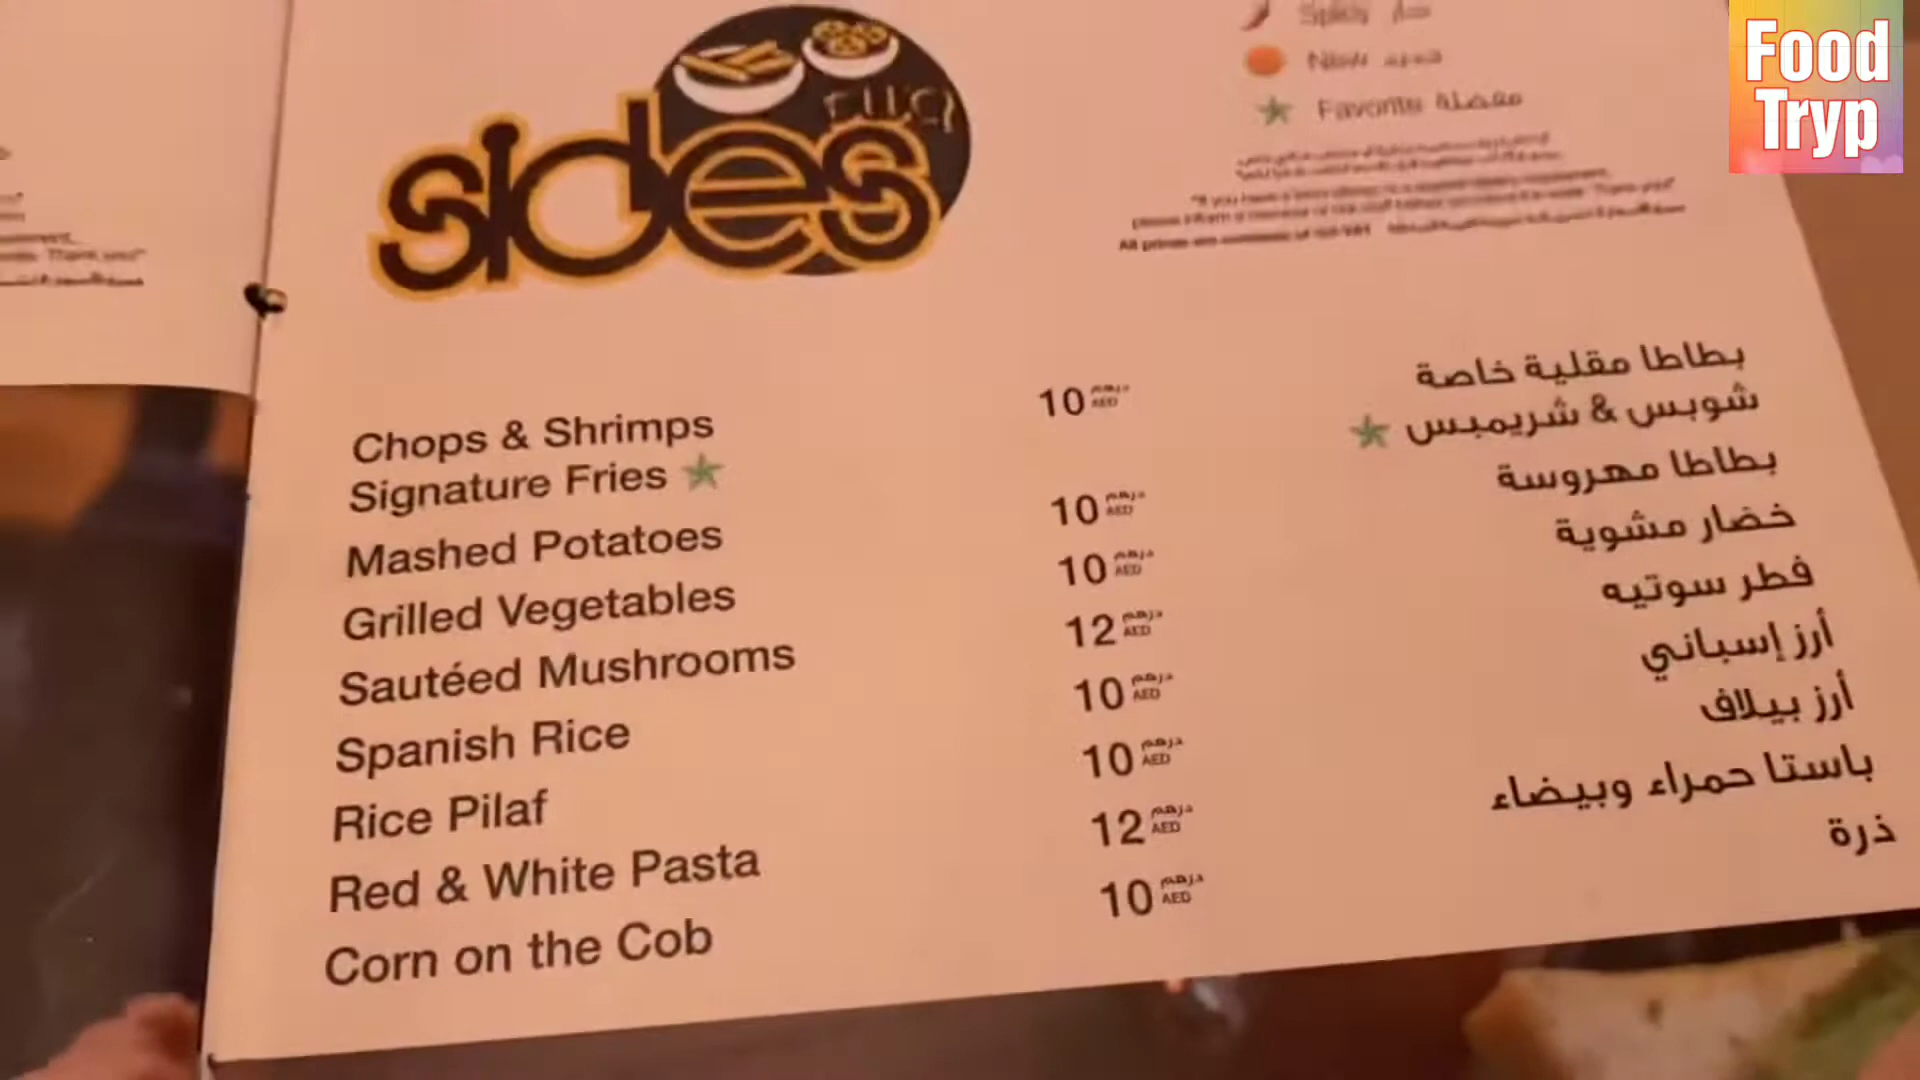 Food
Tryp
sides
New جديد
Favorite مفضلة
Chops & Shrimps
Signature Fries
10 درهم AED
بطاطا مقلية خاصة
شوبس & شريمبس
Mashed Potatoes 10 درهم AED بطاطا مهروسة
Grilled Vegetables 10 درهم AED خضار مشوية
Sautéed Mushrooms 12 درهم AED فطر سوتيه
Spanish Rice 10 درهم AED أرز إسباني
Rice Pilaf 10 درهم AED أرز بيلاف
Red & White Pasta 12 درهم AED باستا حمراء وبيضاء
Corn on the Cob 10 درهم AED ذرة